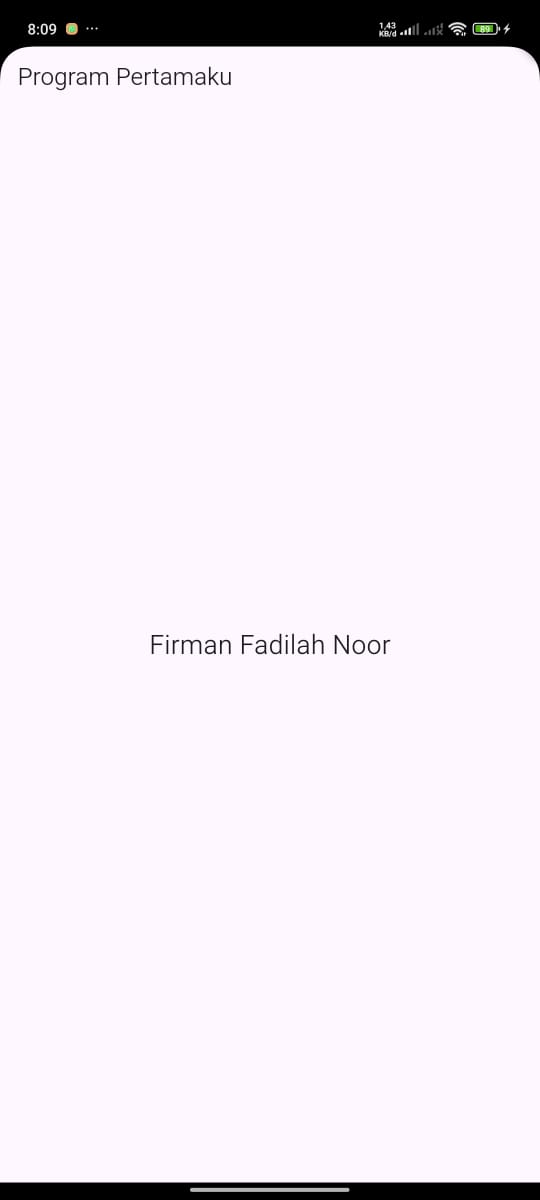 8:09
1,43
KB/d
89
Program Pertamaku
Firman Fadilah Noor